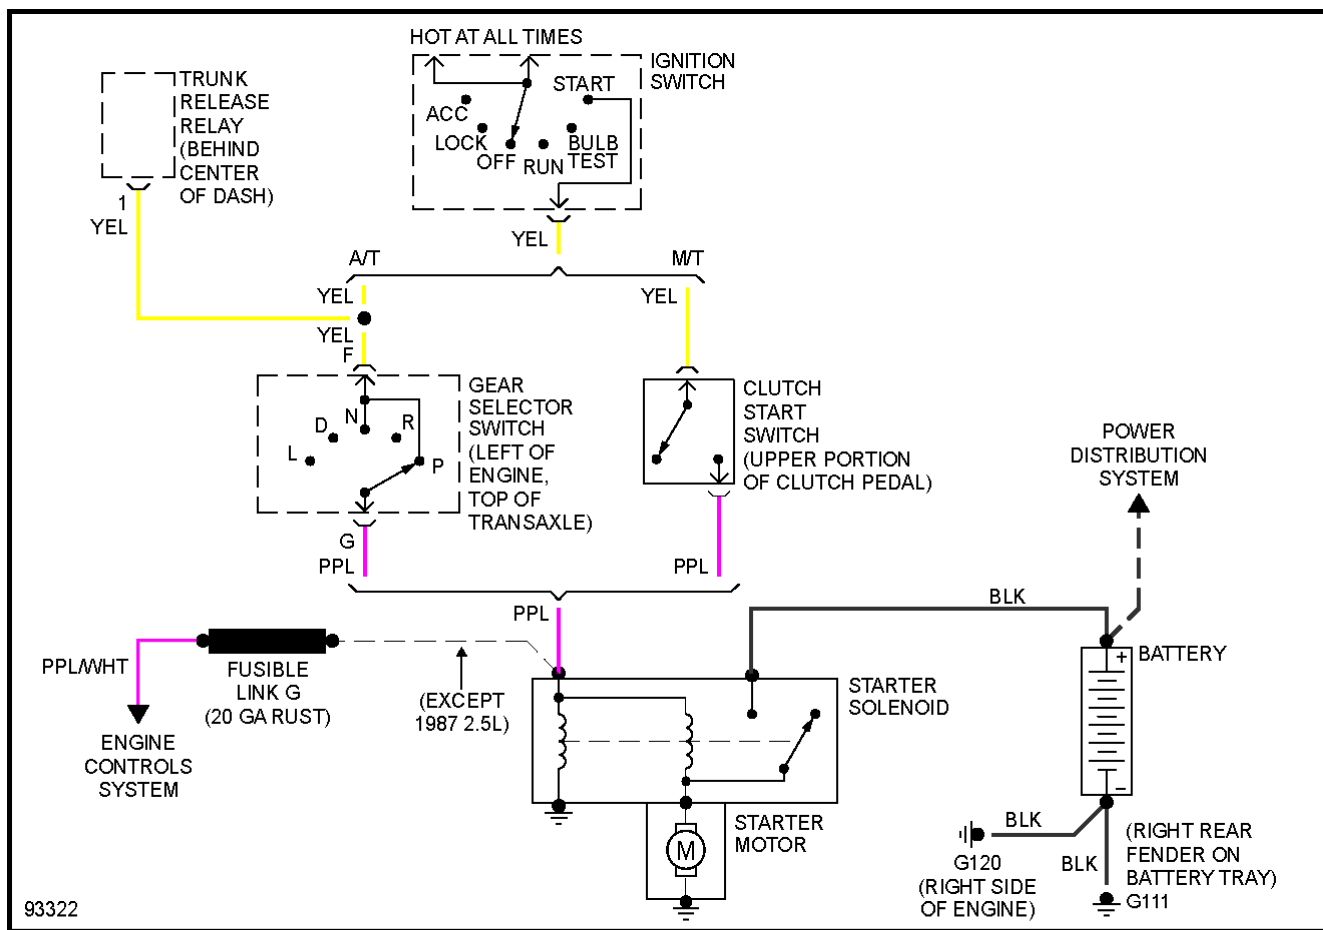 HOT AT ALL TIMES
IGNITION
SWITCH
START
ACC
LOCK
OFF
RUN
BULB
TEST
TRUNK
RELEASE
RELAY
(BEHIND
CENTER
OF DASH)
1
YEL
YEL
A/T
M/T
YEL
YEL
YEL
F
GEAR
SELECTOR
SWITCH
(LEFT OF
ENGINE,
TOP OF
TRANSAXLE)
N
D
R
L
P
CLUTCH
START
SWITCH
(UPPER PORTION
OF CLUTCH PEDAL)
POWER
DISTRIBUTION
SYSTEM
G
PPL
PPL
PPL
BLK
PPL/WHT
FUSIBLE
LINK G
(20 GA RUST)
(EXCEPT
1987 2.5L)
ENGINE
CONTROLS
SYSTEM
STARTER
SOLENOID
+
BATTERY
–
STARTER
MOTOR
M
BLK
G120
(RIGHT SIDE
OF ENGINE)
BLK
(RIGHT REAR
FENDER ON
BATTERY TRAY)
G111
93322